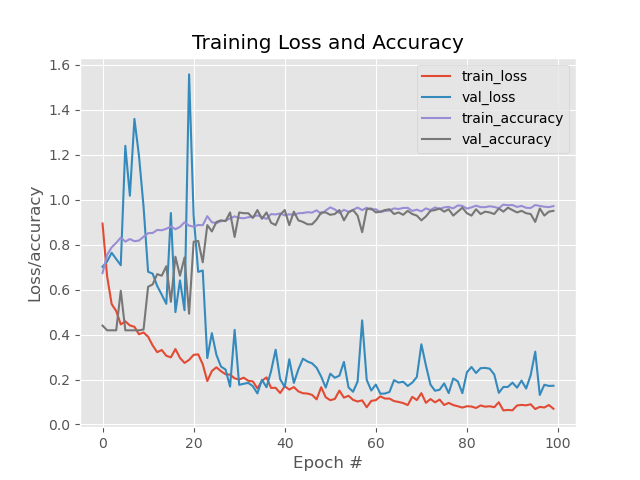 Training Loss and Accuracy
1.6
1.4
1.2
1.0
0.8
0.6
0.4
0.2
0.0
Loss/accuracy
train_loss
val_loss
train_accuracy
val_accuracy
0 20 40 60 80 100
Epoch #